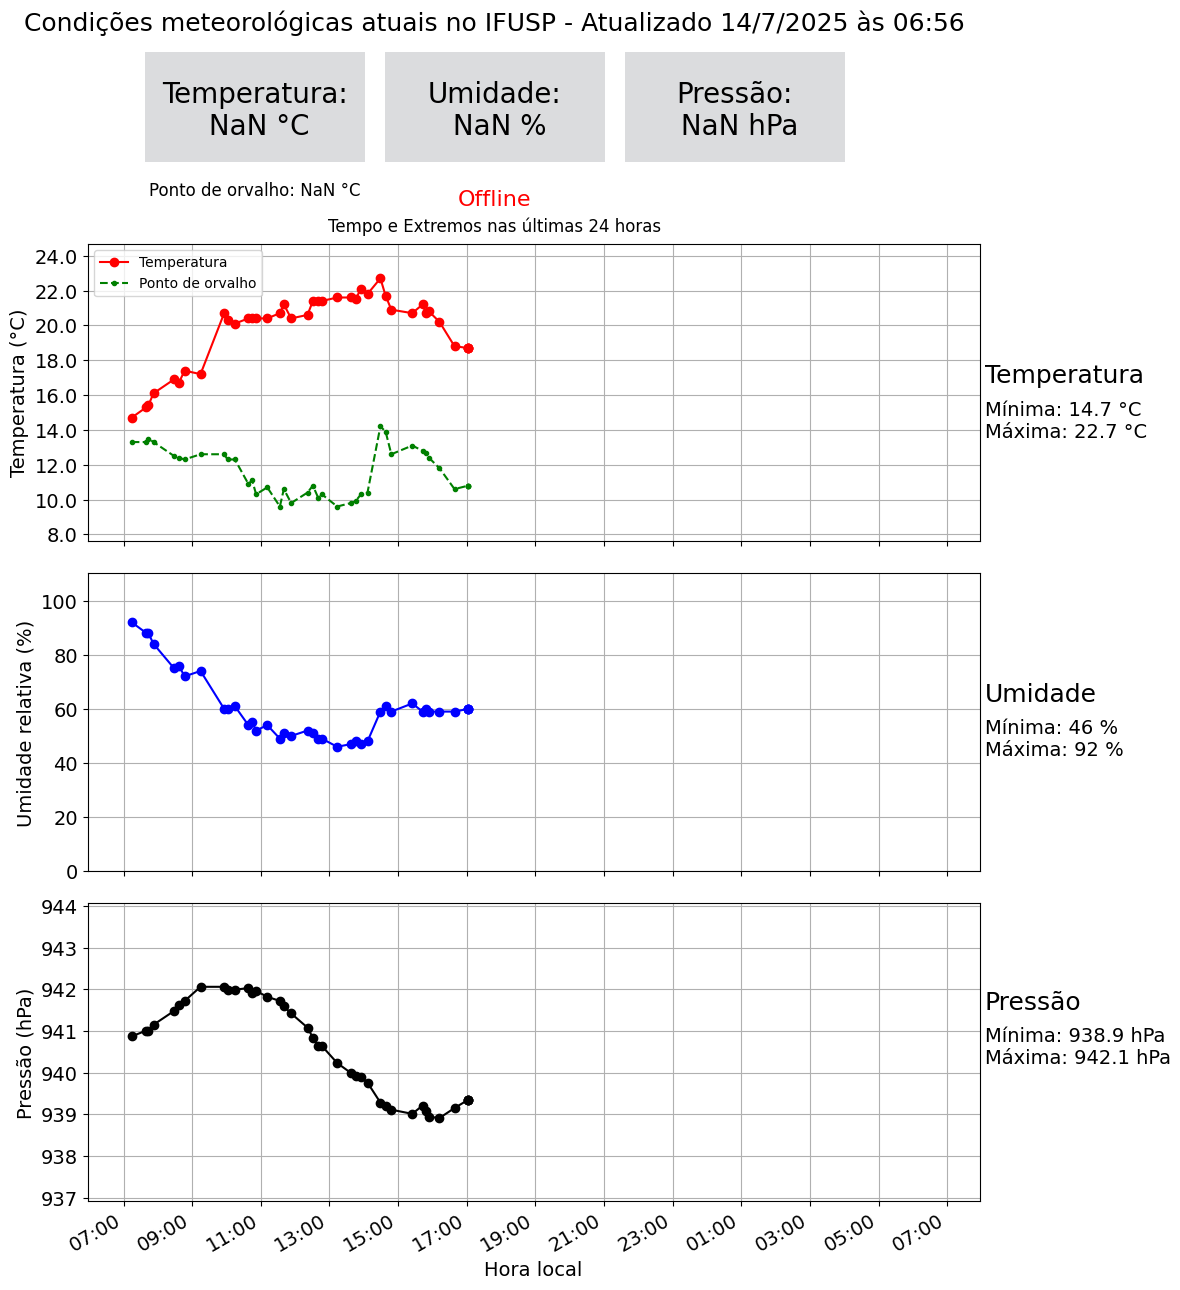 Condições meteorológicas atuais no IFUSP - Atualizado 14/7/2025 às 06:56
Temperatura:
NaN °C
Umidade:
NaN %
Pressão:
NaN hPa
Ponto de orvalho: NaN °C
Offline
Tempo e Extremos nas últimas 24 horas
Temperatura (°C)
24.0
22.0
20.0
18.0
16.0
14.0
12.0
10.0
8.0
Temperatura
Ponto de orvalho
Temperatura
Mínima: 14.7 °C
Máxima: 22.7 °C
Umidade relativa (%)
100
80
60
40
20
0
Umidade
Mínima: 46 %
Máxima: 92 %
Pressão (hPa)
944
943
942
941
940
939
938
937
Pressão
Mínima: 938.9 hPa
Máxima: 942.1 hPa
07:00 09:00 11:00 13:00 15:00 17:00 19:00 21:00 23:00 01:00 03:00 05:00 07:00
Hora local